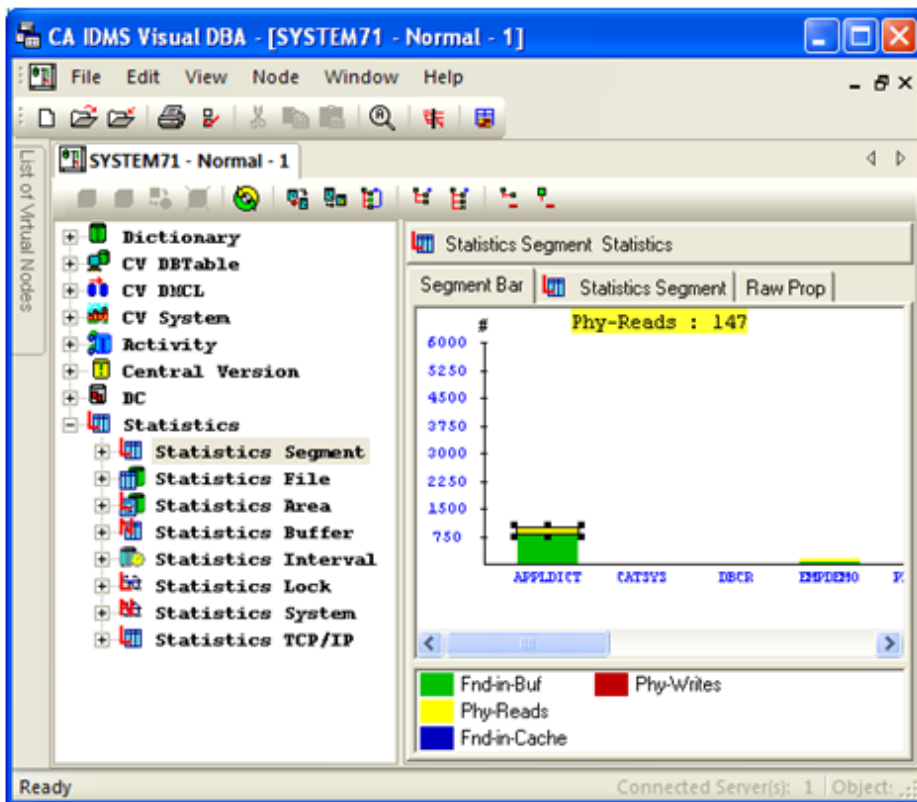 CA IDMS Visual DBA - [SYSTEM71 - Normal - 1]
File Edit View Node Window Help
List of Virtual Nodes
SYSTEM71 - Normal - 1
Dictionary
CV DBTable
CV DMCL
CV System
Activity
Central Version
DC
Statistics
Statistics Segment
Statistics File
Statistics Area
Statistics Buffer
Statistics Interval
Statistics Lock
Statistics System
Statistics TCP/IP
Statistics Segment Statistics
Segment Bar Statistics Segment Raw Prop
# Phy-Reads : 147
6000
5250
4500
3750
3000
2250
1500
750
APPLDICT CATSYS DBCR EMPDEMO
Fnd-in-Buf Phy-Writes
Phy-Reads
Fnd-in-Cache
Ready Connected Server(s): 1 Object: